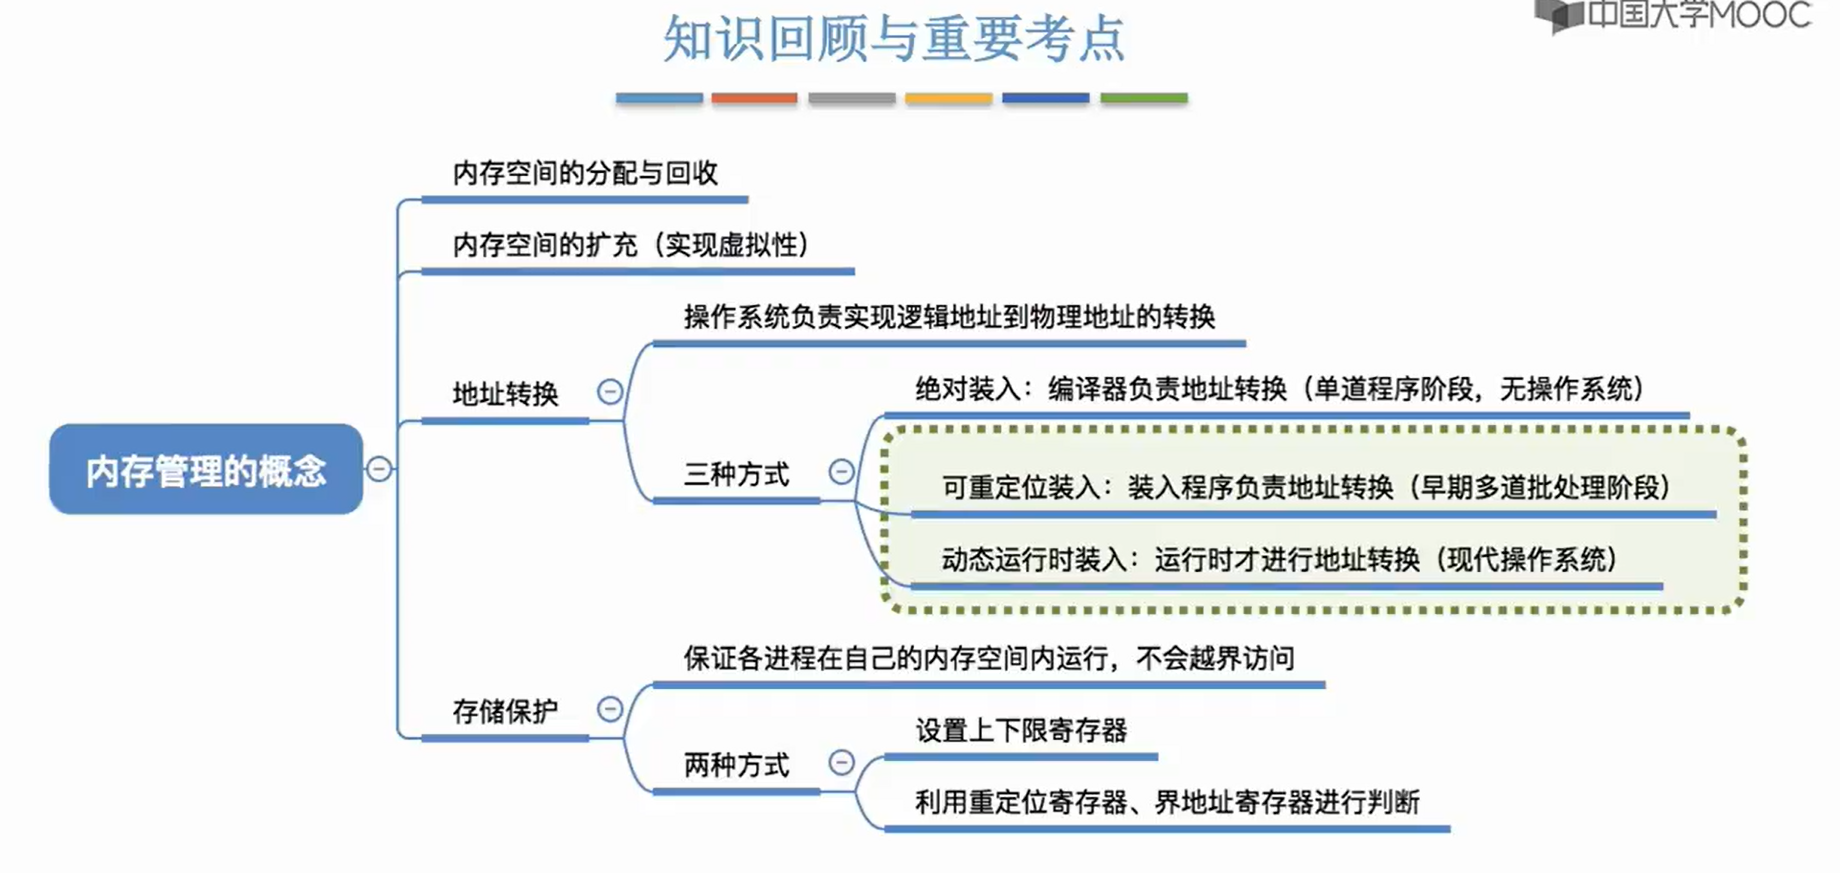 知识回顾与重要考点
中国大学MOOC
内存空间的分配与回收
内存空间的扩充（实现虚拟性）
操作系统负责实现逻辑地址到物理地址的转换
地址转换
绝对装入：编译器负责地址转换（单道程序阶段，无操作系统）
内存管理的概念
三种方式
可重定位装入：装入程序负责地址转换（早期多道批处理阶段）
动态运行时装入：运行时才进行地址转换（现代操作系统）
保证各进程在自己的内存空间内运行，不会越界访问
存储保护
设置上下限寄存器
两种方式
利用重定位寄存器、界地址寄存器进行判断